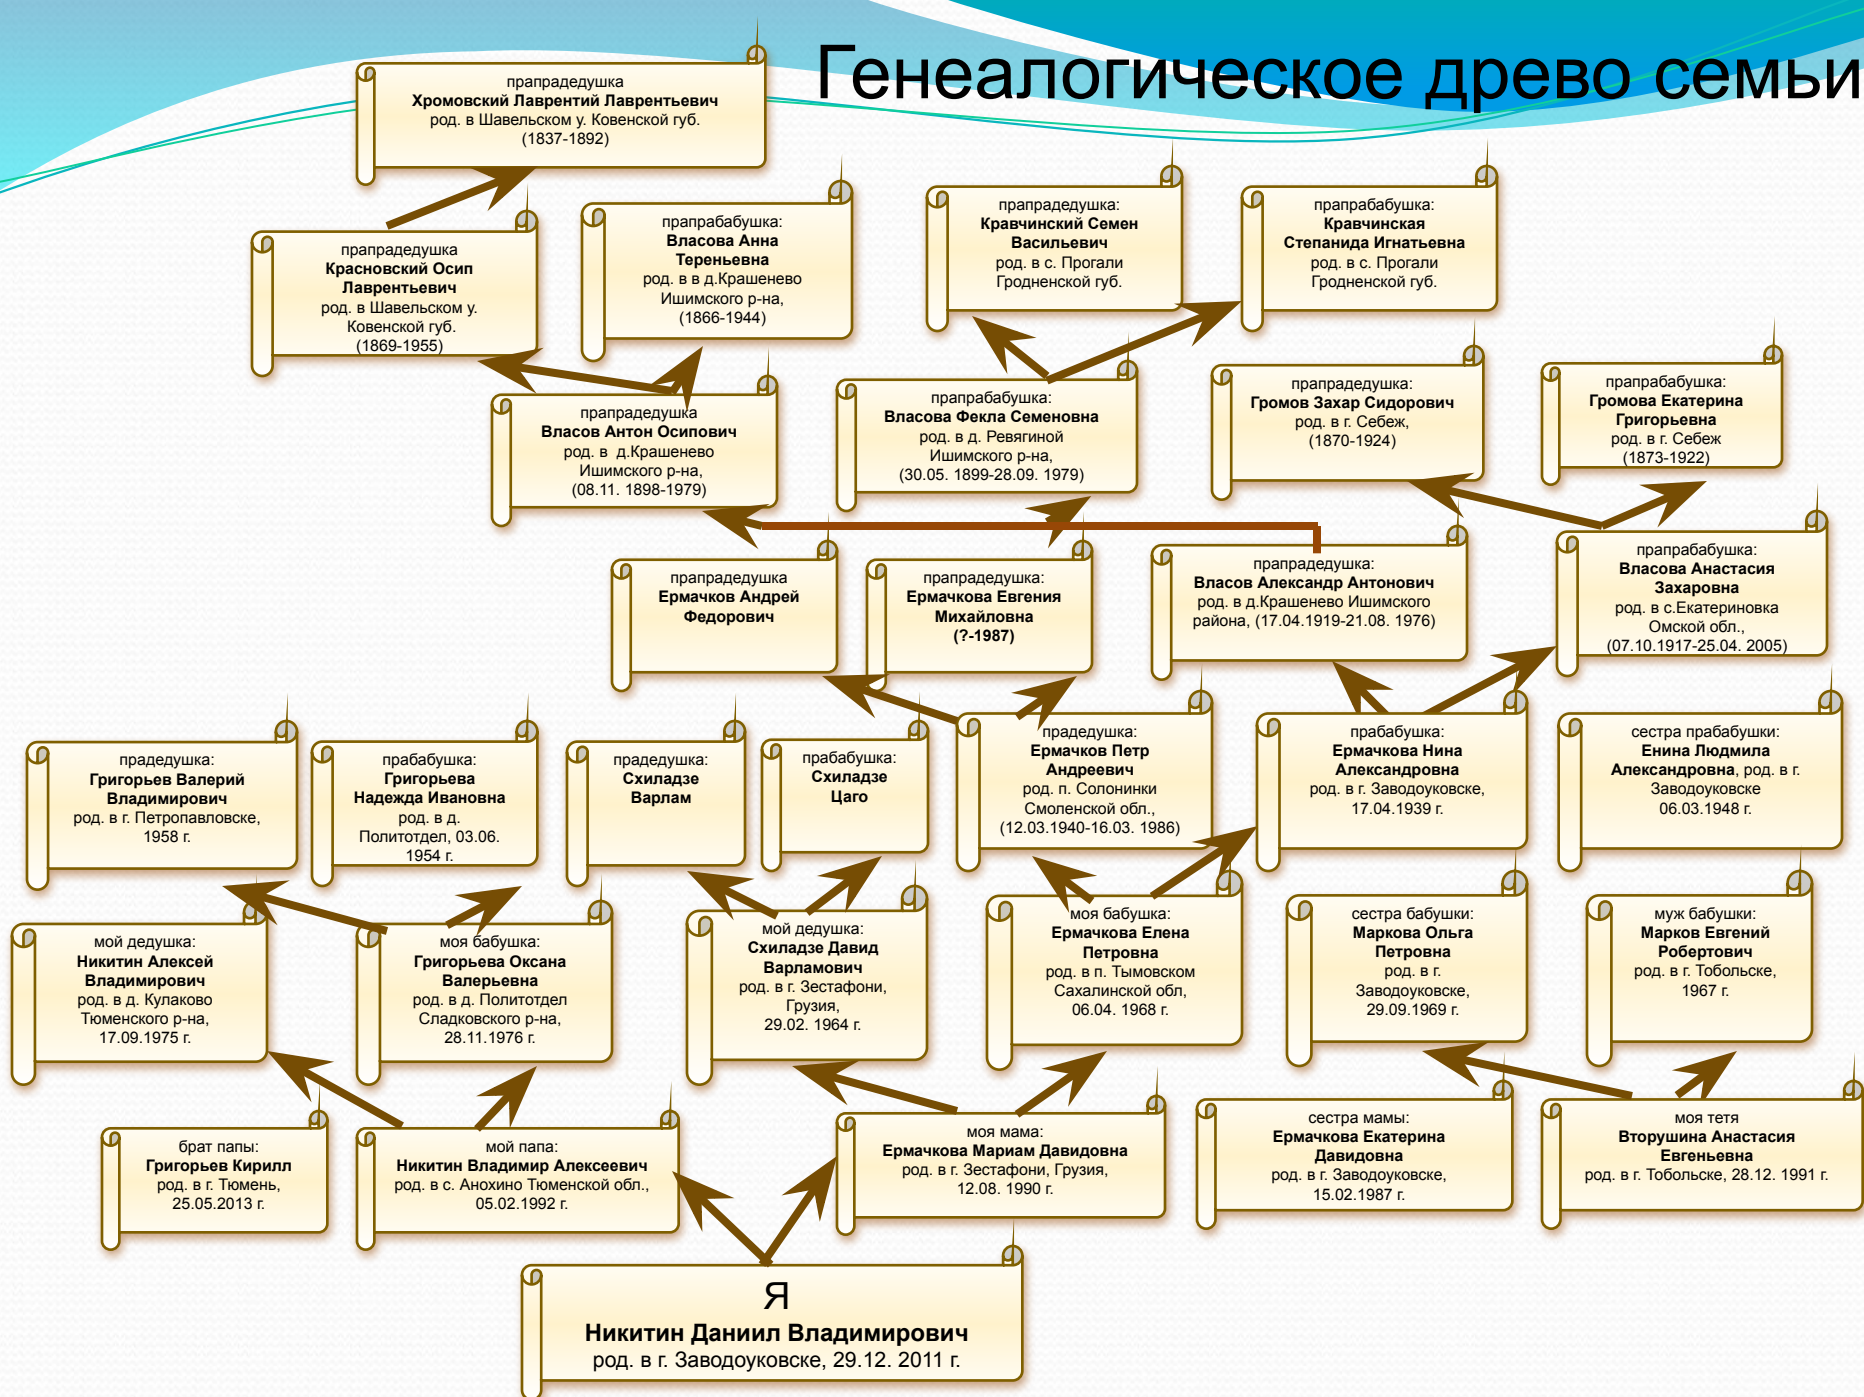 Генеалогическое древо семьи
прапрадедушка
Хромовский Лаврентий Лаврентьевич
род. в Шавельском у. Ковенской губ.
(1837-1892)
прапрадедушка
Красновский Осип
Лаврентьевич
род. в Шавельском у.
Ковенской губ.
(1869-1955)
прапрабабушка:
Власова Анна
Тереньевна
род. в в д.Крашенево
Ишимского р-на,
(1866-1944)
прапрадедушка:
Кравчинский Семен
Васильевич
род. в с. Прогали
Гродненской губ.
прапрабабушка:
Кравчинская
Степанида Игнатьевна
род. в с. Прогали
Гродненской губ.
прапрадедушка
Власов Антон Осипович
род. в  д.Крашенево
Ишимского р-на,
(08.11. 1898-1979)
прапрабабушка:
Власова Фекла Семеновна
род. в д. Ревягиной
Ишимского р-на,
(30.05. 1899-28.09. 1979)
прапрадедушка:
Громов Захар Сидорович
род. в г. Себеж,
(1870-1924)
прапрабабушка:
Громова Екатерина
Григорьевна
род. в г. Себеж
(1873-1922)
прапрадедушка
Ермачков Андрей
Федорович
прапрадедушка:
Ермачкова Евгения
Михайловна
(?-1987)
прапрадедушка:
Власов Александр Антонович
род. в д.Крашенево Ишимского
района, (17.04.1919-21.08. 1976)
прапрабабушка:
Власова Анастасия
Захаровна
род. в с.Екатериновка
Омской обл.,
(07.10.1917-25.04. 2005)
прадедушка:
Григорьев Валерий
Владимирович
род. в г. Петропавловске,
1958 г.
прабабушка:
Григорьева
Надежда Ивановна
род. в д.
Политотдел, 03.06.
1954 г.
прадедушка:
Схиладзе
Варлам
прабабушка:
Схиладзе
Цаго
прадедушка:
Ермачков Петр
Андреевич
род. п. Солонинки
Смоленской обл.,
(12.03.1940-16.03. 1986)
прабабушка:
Ермачкова Нина
Александровна
род. в г. Заводоуковске,
17.04.1939 г.
сестра прабабушки:
Енина Людмила
Александровна, род. в г.
Заводоуковске
06.03.1948 г.
мой дедушка:
Никитин Алексей
Владимирович
род. в д. Кулаково
Тюменского р-на,
17.09.1975 г.
моя бабушка:
Григорьева Оксана
Валерьевна
род. в д. Политотдел
Сладковского р-на,
28.11.1976 г.
мой дедушка:
Схиладзе Давид
Варламович
род. в г. Зестафони,
Грузия,
29.02. 1964 г.
моя бабушка:
Ермачкова Елена
Петровна
род. в п. Тымовском
Сахалинской обл,
06.04. 1968 г.
сестра бабушки:
Маркова Ольга
Петровна
род. в г.
Заводоуковске,
29.09.1969 г.
муж бабушки:
Марков Евгений
Робертович
род. в г. Тобольске,
1967 г.
брат папы:
Григорьев Кирилл
род. в г. Тюмень,
25.05.2013 г.
мой папа:
Никитин Владимир Алексеевич
род. в с. Анохино Тюменской обл.,
05.02.1992 г.
моя мама:
Ермачкова Мариам Давидовна
род. в г. Зестафони, Грузия,
12.08. 1990 г.
сестра мамы:
Ермачкова Екатерина
Давидовна
род. в г. Заводоуковске,
15.02.1987 г.
моя тетя
Вторушина Анастасия
Евгеньевна
род. в г. Тобольске, 28.12. 1991 г.
Я
Никитин Даниил Владимирович
род. в г. Заводоуковске, 29.12. 2011 г.